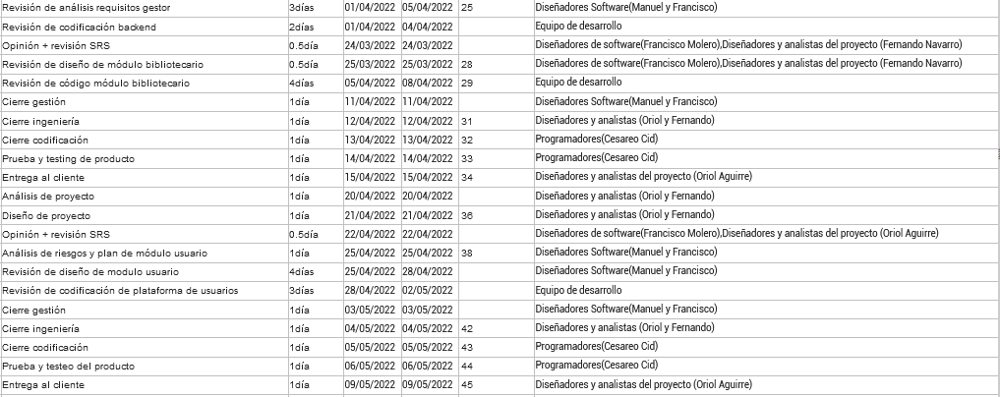 Revisión de análisis requisitos gestor 3días 01/04/2022 05/04/2022 25 Diseñadores Software(Manuel y Francisco)
Revisión de codificación backend 2días 01/04/2022 04/04/2022 Equipo de desarrollo
Opinión + revisión SRS 0.5día 24/03/2022 24/03/2022 Diseñadores de software(Francisco Molero),Diseñadores y analistas del proyecto (Fernando Navarro)
Revisión de diseño de módulo bibliotecario 0.5día 25/03/2022 25/03/2022 28 Diseñadores de software(Francisco Molero),Diseñadores y analistas del proyecto (Fernando Navarro)
Revisión de código módulo bibliotecario 4días 05/04/2022 08/04/2022 29 Equipo de desarrollo
Cierre gestión 1día 11/04/2022 11/04/2022 Diseñadores Software(Manuel y Francisco)
Cierre ingeniería 1día 12/04/2022 12/04/2022 31 Diseñadores y analistas (Oriol y Fernando)
Cierre codificación 1día 13/04/2022 13/04/2022 32 Programadores(Cesareo Cid)
Prueba y testing de producto 1día 14/04/2022 14/04/2022 33 Programadores(Cesareo Cid)
Entrega al cliente 1día 15/04/2022 15/04/2022 34 Diseñadores y analistas del proyecto (Oriol Aguirre)
Análisis de proyecto 1día 20/04/2022 20/04/2022 Diseñadores y analistas (Oriol y Fernando)
Diseño de proyecto 1día 21/04/2022 21/04/2022 36 Diseñadores y analistas (Oriol y Fernando)
Opinión + revisión SRS 0.5día 22/04/2022 22/04/2022 Diseñadores de software(Francisco Molero),Diseñadores y analistas del proyecto (Oriol Aguirre)
Análisis de riesgos y plan de módulo usuario 1día 25/04/2022 25/04/2022 38 Diseñadores Software(Manuel y Francisco)
Revisión de diseño de modulo usuario 4días 25/04/2022 28/04/2022 Diseñadores Software(Manuel y Francisco)
Revisión de codificación de plataforma de usuarios 3días 28/04/2022 02/05/2022 Equipo de desarrollo
Cierre gestión 1día 03/05/2022 03/05/2022 Diseñadores Software(Manuel y Francisco)
Cierre ingeniería 1día 04/05/2022 04/05/2022 42 Diseñadores y analistas (Oriol y Fernando)
Cierre codificación 1día 05/05/2022 05/05/2022 43 Programadores(Cesareo Cid)
Prueba y testeo del producto 1día 06/05/2022 06/05/2022 44 Programadores(Cesareo Cid)
Entrega al cliente 1día 09/05/2022 09/05/2022 45 Diseñadores y analistas del proyecto (Oriol Aguirre)